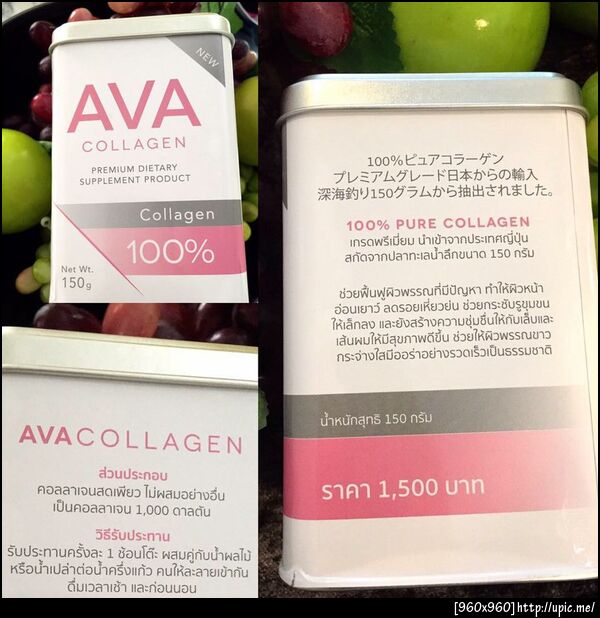 NEW
AVA
COLLAGEN
PREMIUM DIETARY
SUPPLEMENT PRODUCT
Collagen
100%
Net Wt.
150g
100%ピュアコラーゲン
プレミアムグレード日本からの輸入
深海釣り150グラムから抽出されました。
100% PURE COLLAGEN
เกรดพรีเมี่ยม นำเข้าจากประเทศญี่ปุ่น
สกัดจากปลาทะเลน้ำลึกขนาด 150 กรัม
ช่วยฟื้นฟูผิวพรรณที่มีปัญหา ทำให้ผิวหน้า
อ่อนเยาว์ ลดรอยเหี่ยวย่น ช่วยกระชับรูขุมขน
ให้เล็กลง และยังสร้างความชุ่มชื่นให้กับเล็บและ
เส้นผมให้มีสุขภาพดีขึ้น ช่วยให้ผิวพรรณขาว
กระจ่างใสมีออร่าอย่างรวดเร็วเป็นธรรมชาติ
น้ำหนักสุทธิ 150 กรัม
ราคา 1,500 บาท
AVACOLLAGEN
ส่วนประกอบ
คอลลาเจนสดเพียว ไม่ผสมอย่างอื่น
เป็นคอลลาเจน 1,000 ดาลตัน
วิธีรับประทาน
รับประทานครั้งละ 1 ช้อนโต๊ะ ผสมคู่กับน้ำผลไม้
หรือน้ำเปล่าต่อน้ำครึ่งแก้ว คนให้ละลายเข้ากัน
ดื่มเวลาเช้า และก่อนนอน
[960x960] http://upic.me/